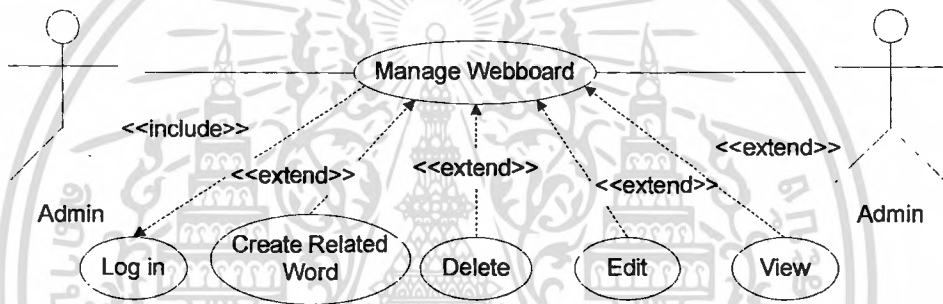 Manage Webboard
<<include>>
<<extend>>
<<extend>>
<<extend>>
<<extend>>
Admin
Admin
Log in
Create Related
Word
Delete
Edit
View